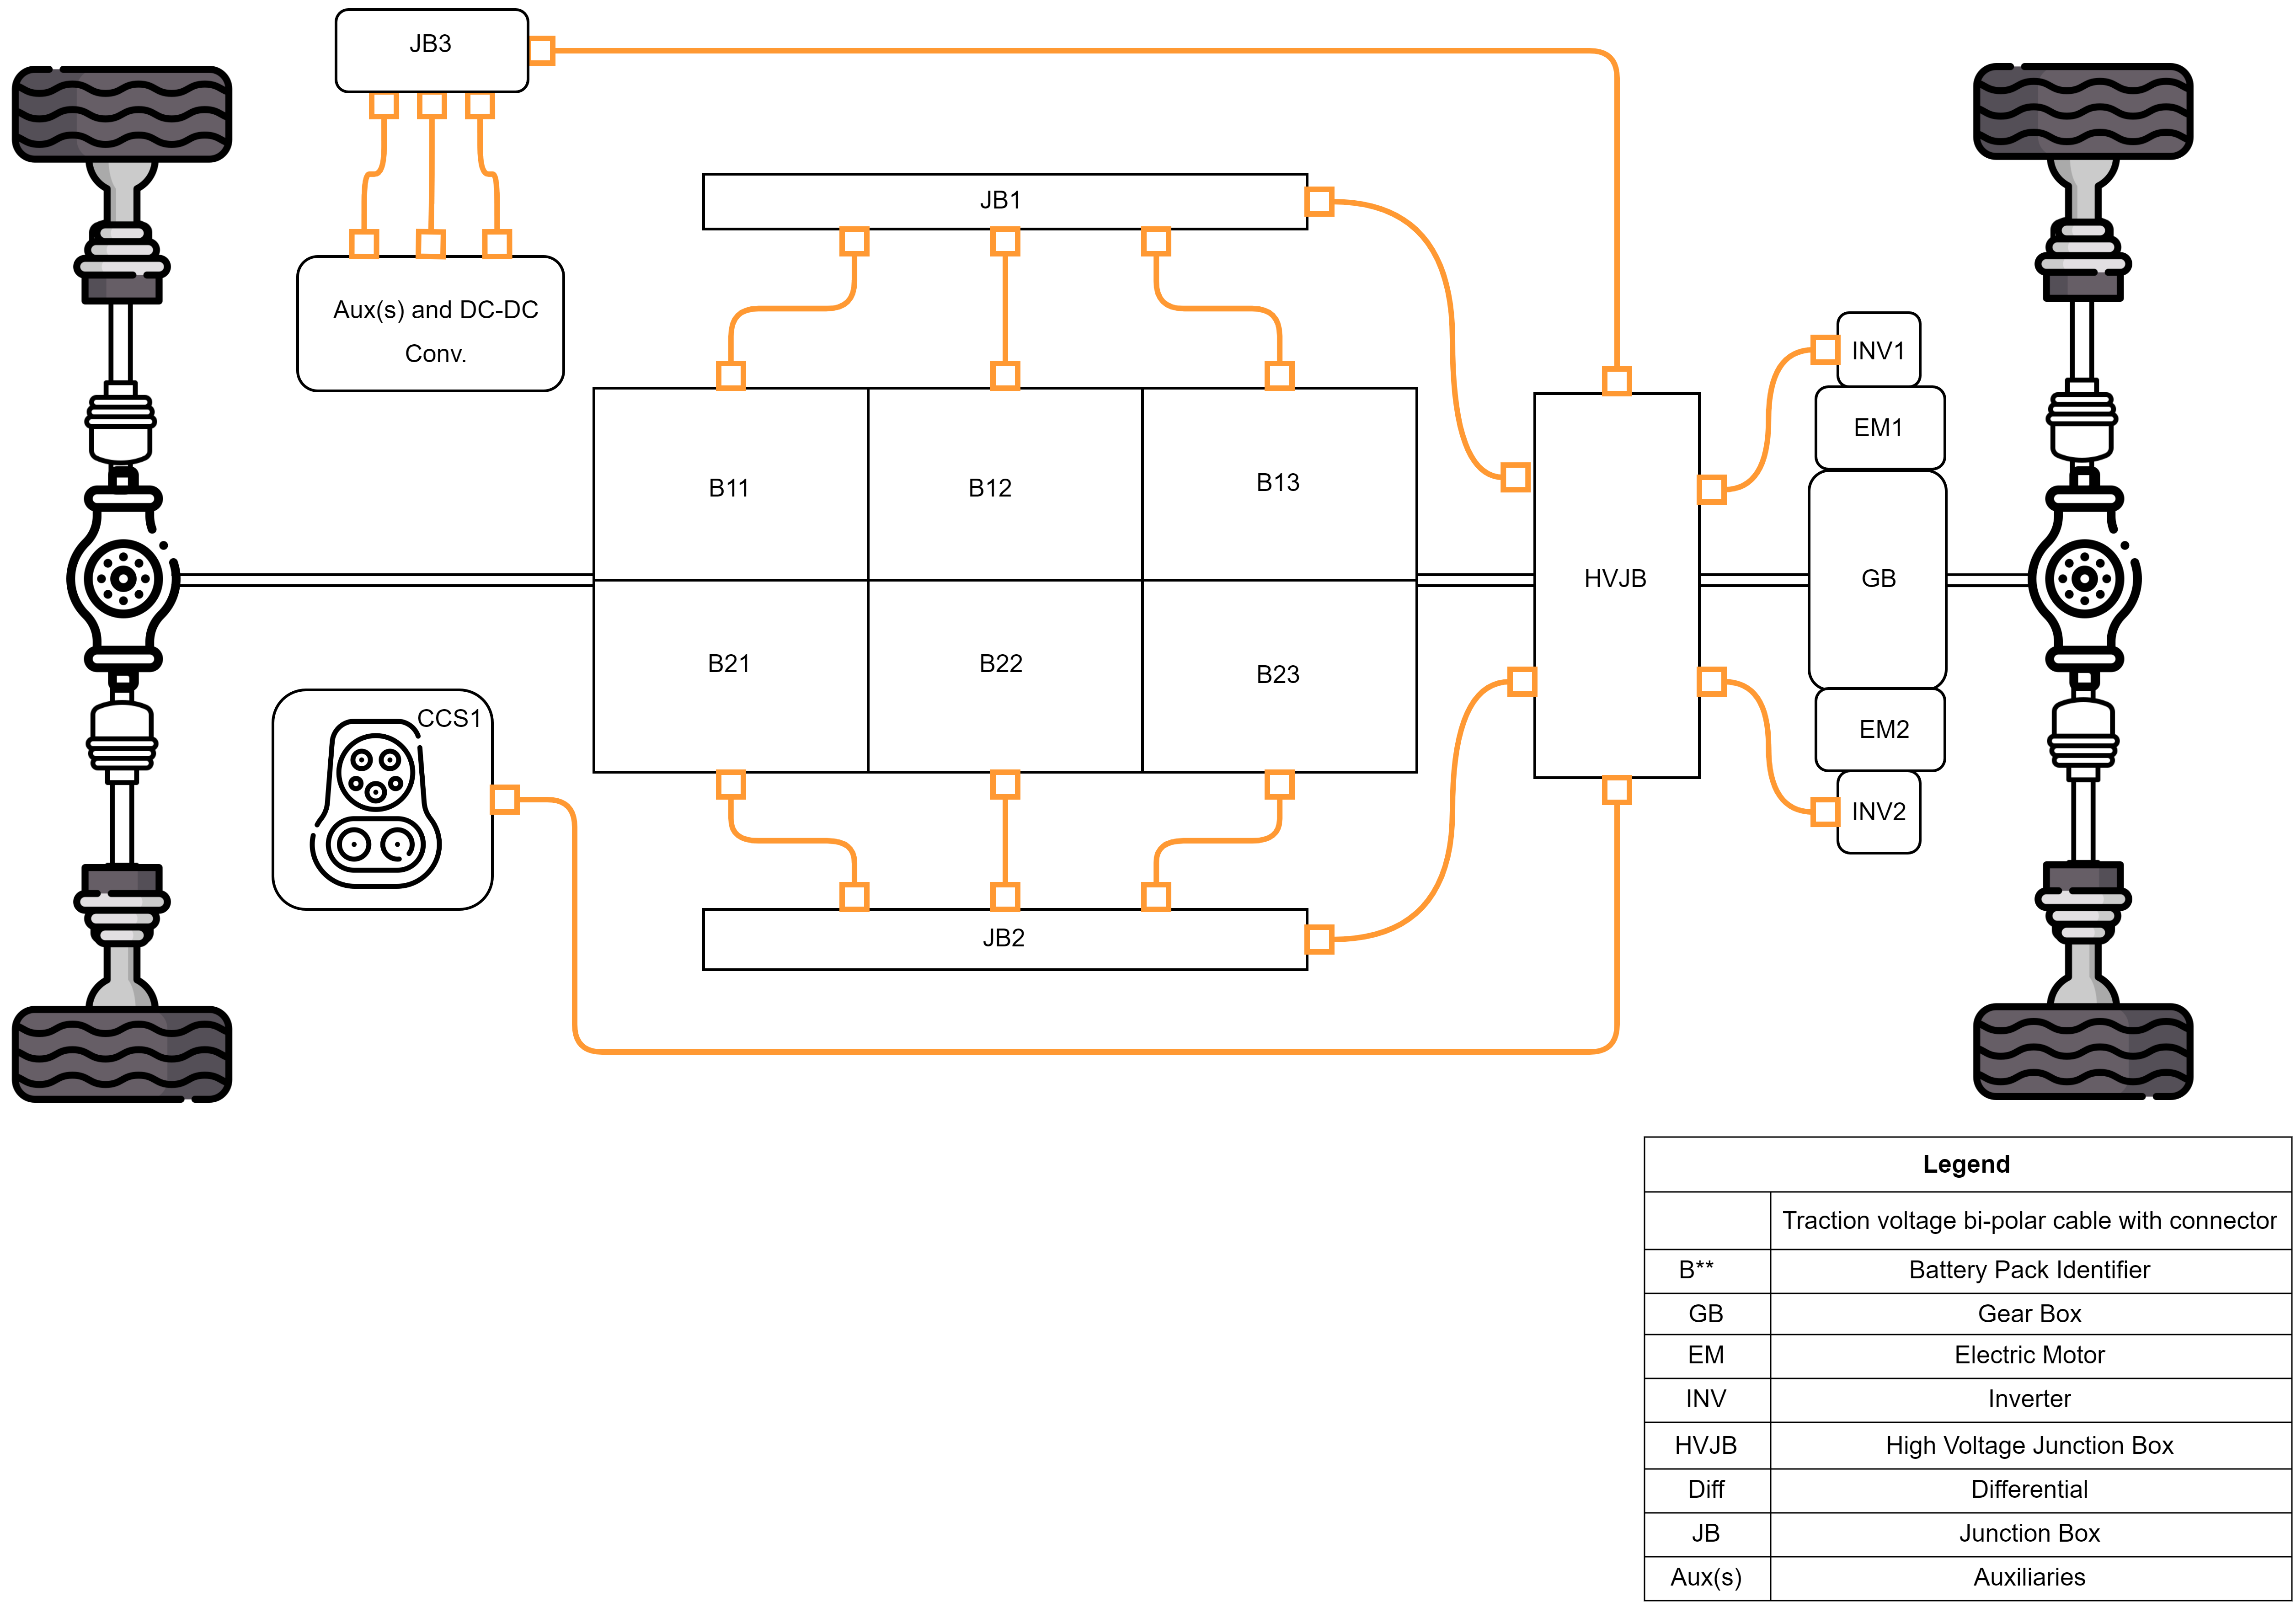 JB3
JB1
Aux(s) and DC-DC
Conv.
INV1
EM1
B11
B12
B13
HVJB
GB
B21
B22
B23
CCS1
EM2
INV2
JB2
Legend
Traction voltage bi-polar cable with connector
B** Battery Pack Identifier
GB Gear Box
EM Electric Motor
INV Inverter
HVJB High Voltage Junction Box
Diff Differential
JB Junction Box
Aux(s) Auxiliaries